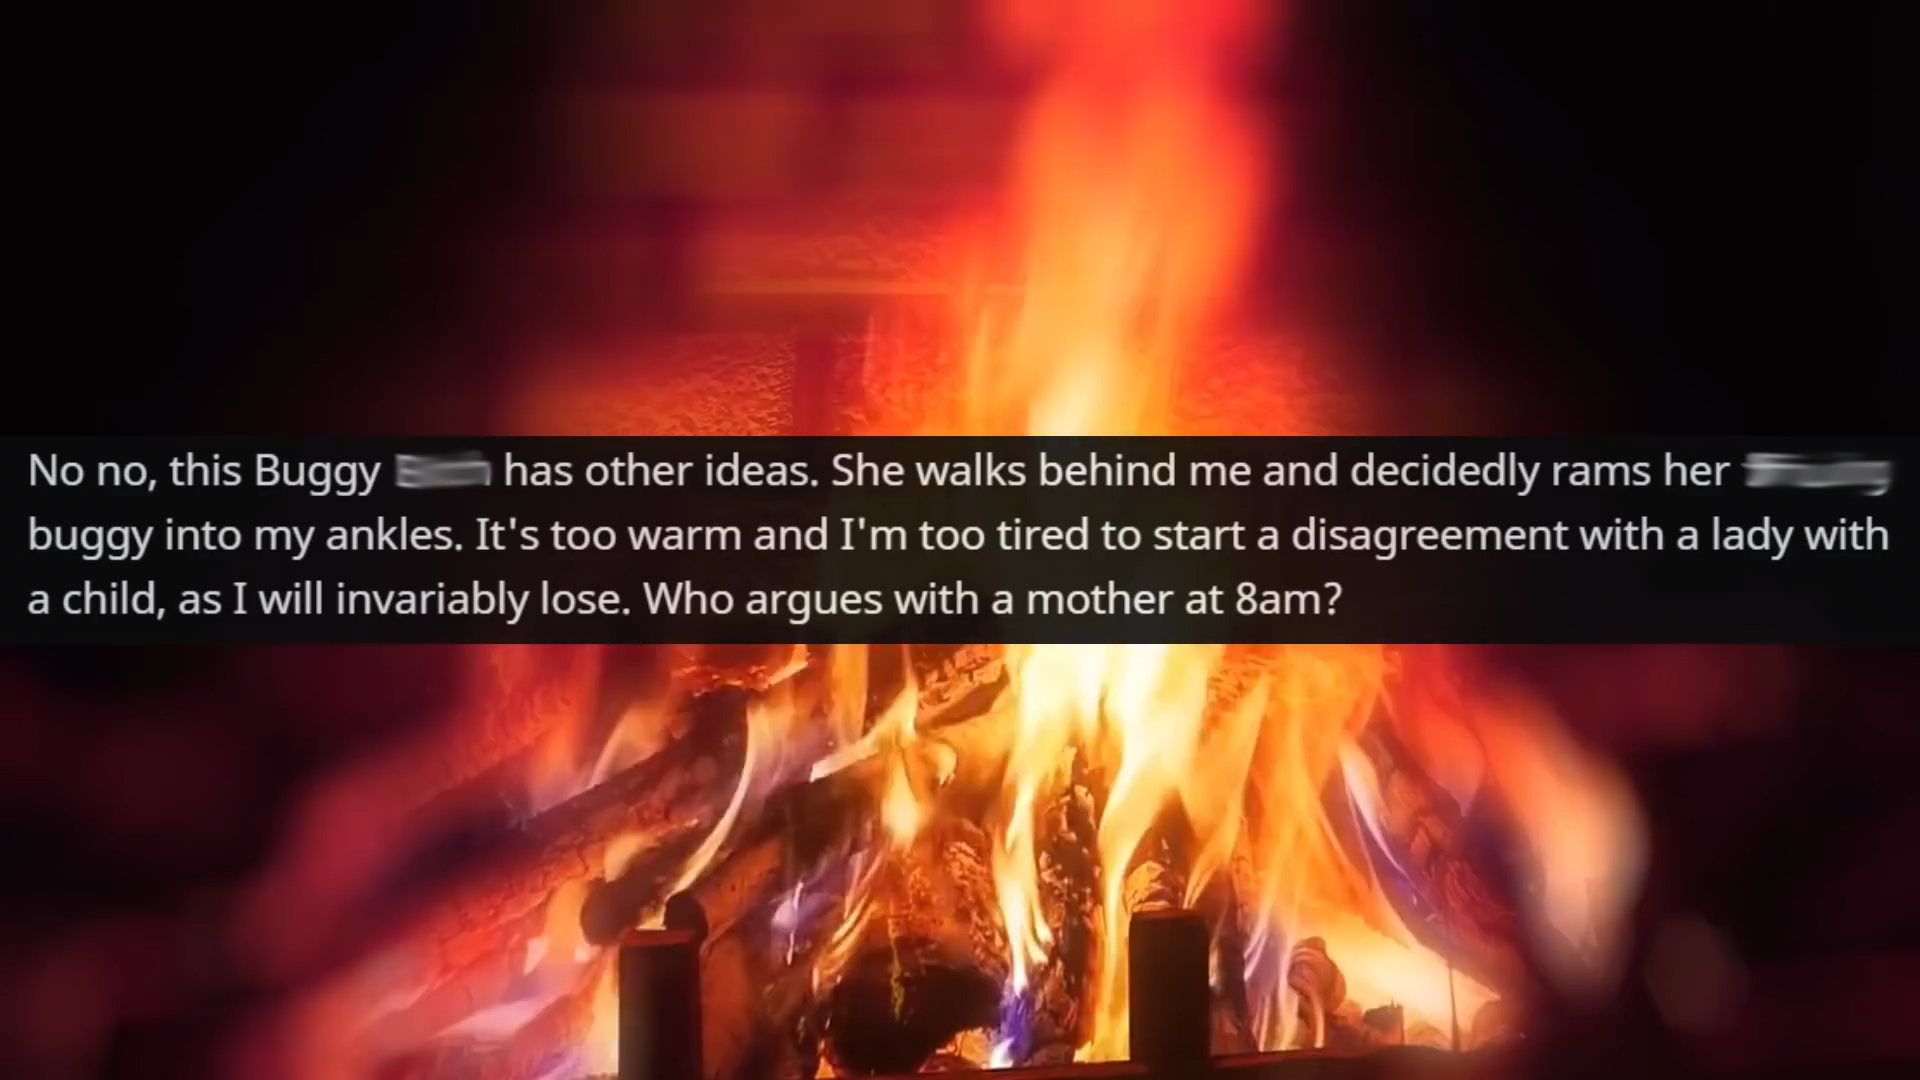 No no, this Buggy has other ideas. She walks behind me and decidedly rams her
buggy into my ankles. It's too warm and I'm too tired to start a disagreement with a lady with
a child, as I will invariably lose. Who argues with a mother at 8am?